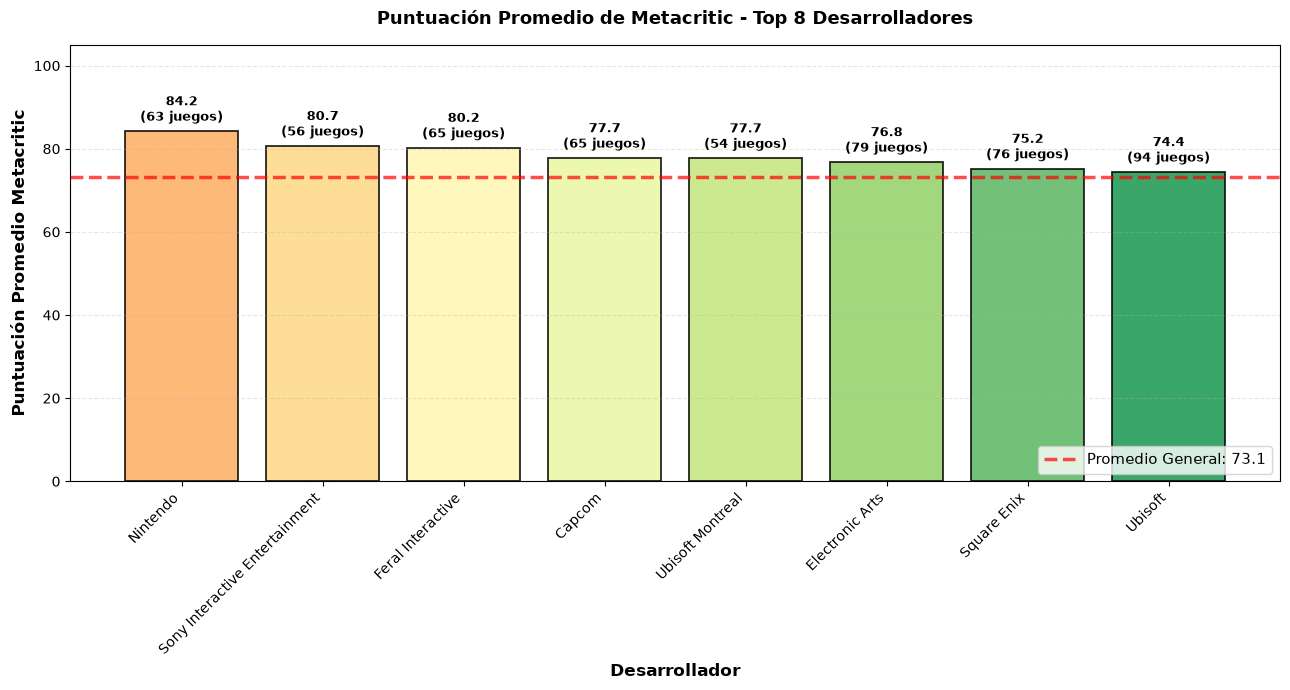 Puntuación Promedio de Metacritic - Top 8 Desarrolladores
Puntuación Promedio Metacritic
100
80
60
40
20
0
84.2
(63 juegos)
80.7
(56 juegos)
80.2
(65 juegos)
77.7
(65 juegos)
77.7
(54 juegos)
76.8
(79 juegos)
75.2
(76 juegos)
74.4
(94 juegos)
Promedio General: 73.1
Nintendo
Sony Interactive Entertainment
Feral Interactive
Capcom
Ubisoft Montreal
Electronic Arts
Square Enix
Ubisoft
Desarrollador